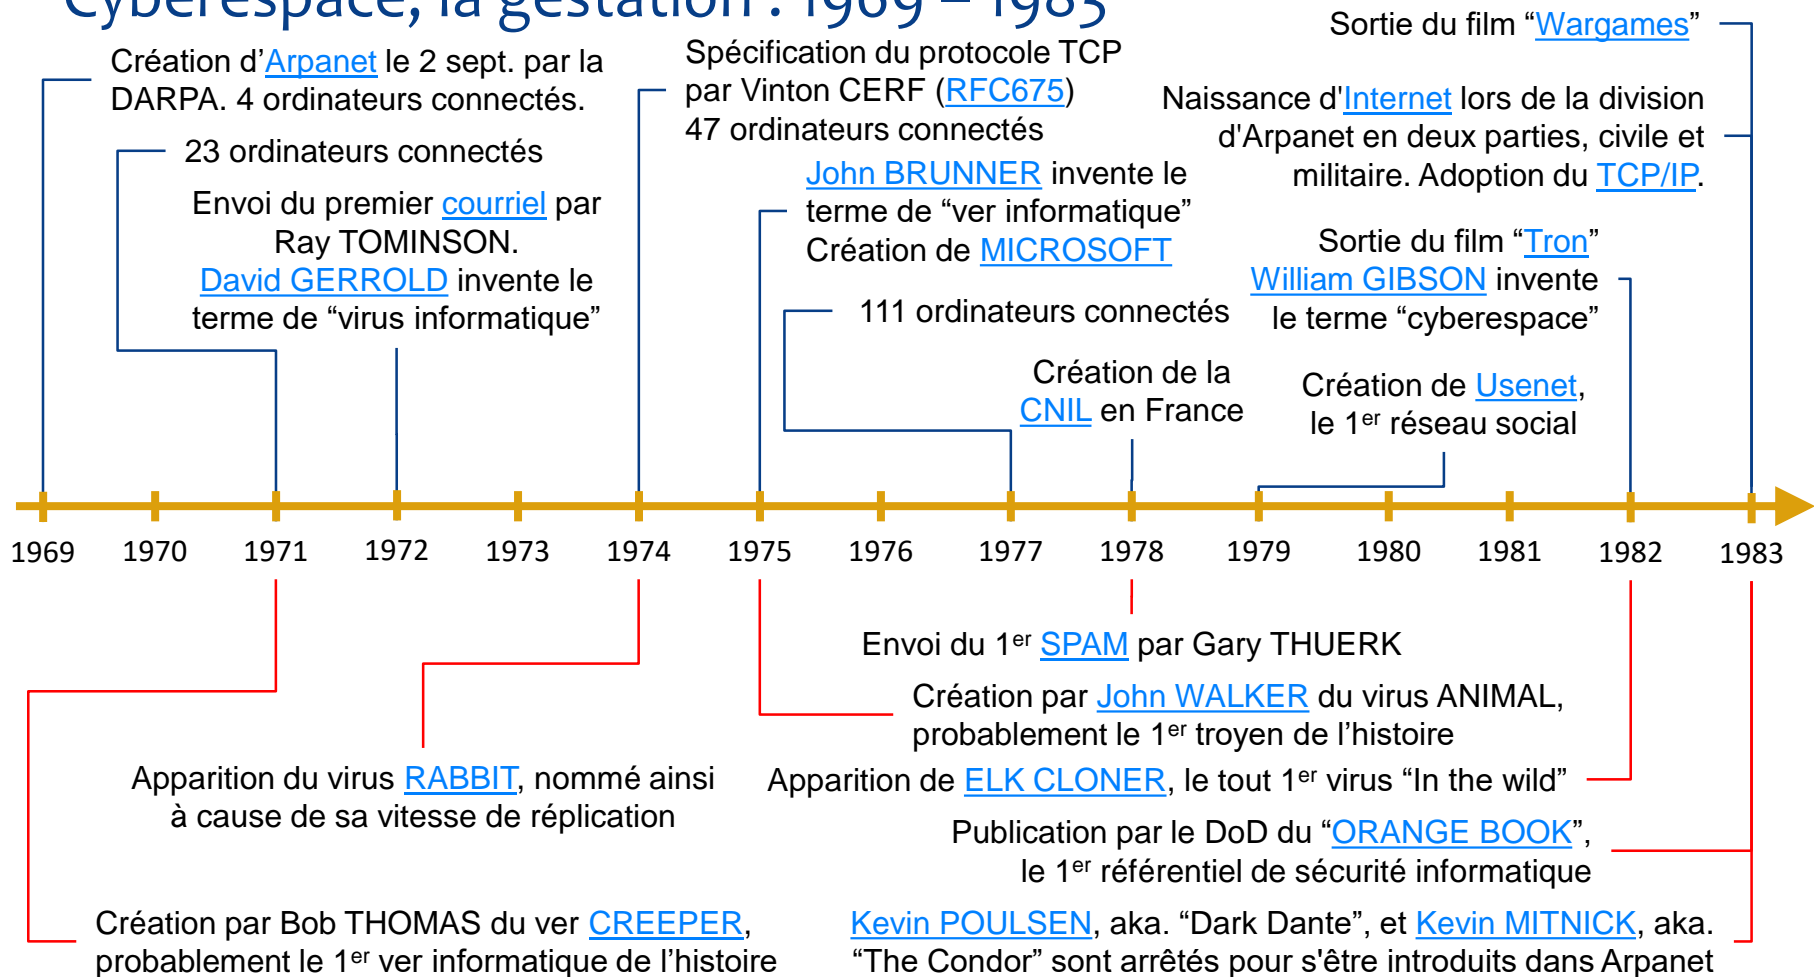 Cyberespace, la gestation : 1969 – 1983
Création d’Arpanet le 2 sept. par la
DARPA. 4 ordinateurs connectés.
23 ordinateurs connectés
Envoi du premier courriel par
Ray TOMINSON.
David GERROLD invente le
terme de “virus informatique”
Spécification du protocole TCP
par Vinton CERF (RFC675)
47 ordinateurs connectés
John BRUNNER invente le
terme de “ver informatique”
Création de MICROSOFT
111 ordinateurs connectés
Création de la
CNIL en France
Sortie du film “Wargames”
Naissance d'Internet lors de la division
d'Arpanet en deux parties, civile et
militaire. Adoption du TCP/IP.
Sortie du film “Tron”
William GIBSON invente
le terme “cyberespace”
Création de Usenet,
le 1er réseau social
1969 1970 1971 1972 1973 1974 1975 1976 1977 1978 1979 1980 1981 1982 1983
Envoi du 1er SPAM par Gary THUERK
Création par John WALKER du virus ANIMAL,
probablement le 1er troyen de l’histoire
Apparition du virus RABBIT, nommé ainsi
à cause de sa vitesse de réplication
Apparition de ELK CLONER, le tout 1er virus “In the wild”
Publication par le DoD du “ORANGE BOOK”,
le 1er référentiel de sécurité informatique
Création par Bob THOMAS du ver CREEPER,
probablement le 1er ver informatique de l’histoire
Kevin POULSEN, aka. “Dark Dante”, et Kevin MITNICK, aka.
“The Condor” sont arrêtés pour s'être introduits dans Arpanet